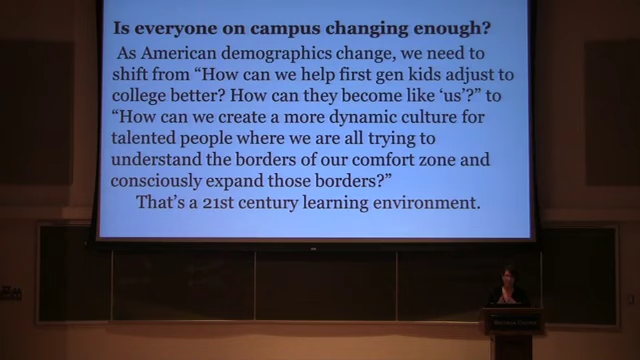 Is everyone on campus changing enough?
As American demographics change, we need to
shift from “How can we help first gen kids adjust to
college better? How can they become like ‘us’?” to
“How can we create a more dynamic culture for
talented people where we are all trying to
understand the borders of our comfort zone and
consciously expand those borders?”
That’s a 21st century learning environment.